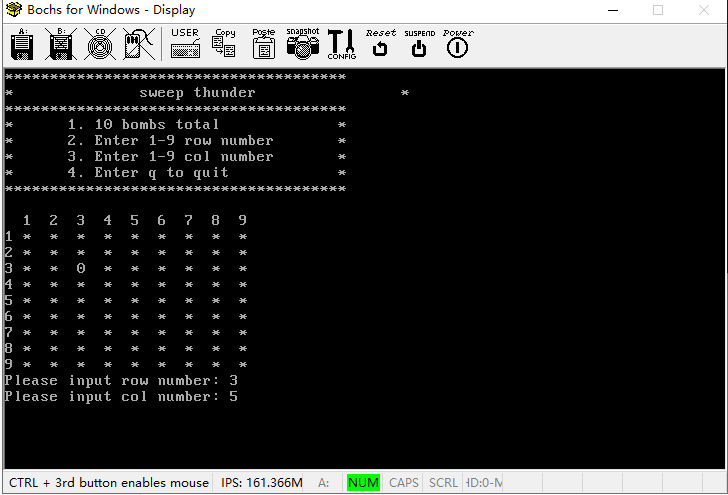 Bochs for Windows - Display
A: B: CD USER Copy Paste snapshot CONFIG Reset SUSPEND Power
***************************************
* sweep thunder *
***************************************
* 1. 10 bombs total *
* 2. Enter 1-9 row number *
* 3. Enter 1-9 col number *
* 4. Enter q to quit *
***************************************
1 2 3 4 5 6 7 8 9
1 * * * * * * * * *
2 * * * * * * * * *
3 * * 0 * * * * * *
4 * * * * * * * * *
5 * * * * * * * * *
6 * * * * * * * * *
7 * * * * * * * * *
8 * * * * * * * * *
9 * * * * * * * * *
Please input row number: 3
Please input col number: 5
CTRL + 3rd button enables mouse IPS: 161.366M A: NUM CAPS SCRL HD:0-M